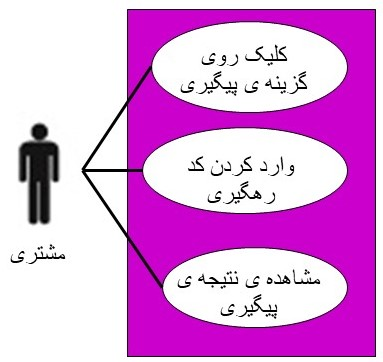 کلیک روی
گزینه ی پیگیری
وارد کردن کد
رهگیری
مشتری
مشاهده ی نتیجه ی
پیگیری